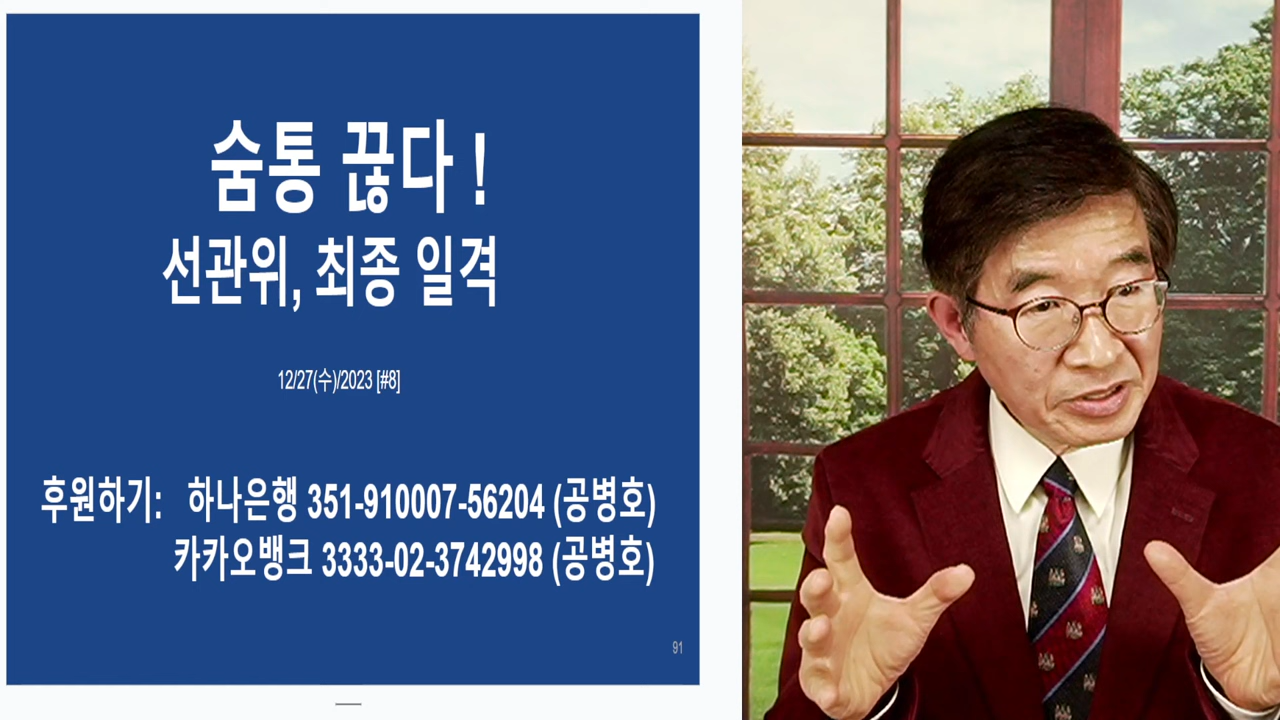 숨통 끊다 !
선관위, 최종 일격
12/27(수)/2023 [#8]
후원하기: 하나은행 351-910007-56204 (공병호)
카카오뱅크 3333-02-3742998 (공병호)
91